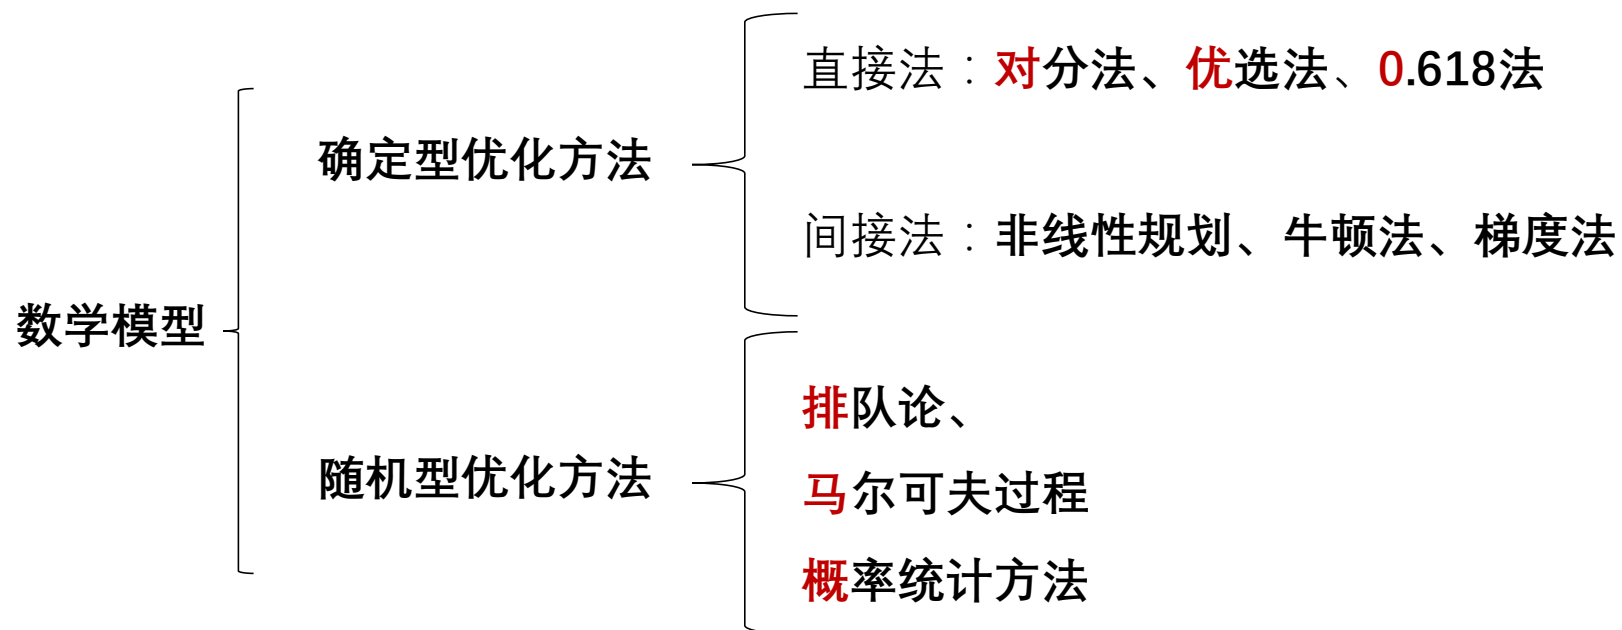 直接法：对分法、优选法、0.618法
确定型优化方法
间接法：非线性规划、牛顿法、梯度法
数学模型
排队论、
随机型优化方法
马尔可夫过程
概率统计方法